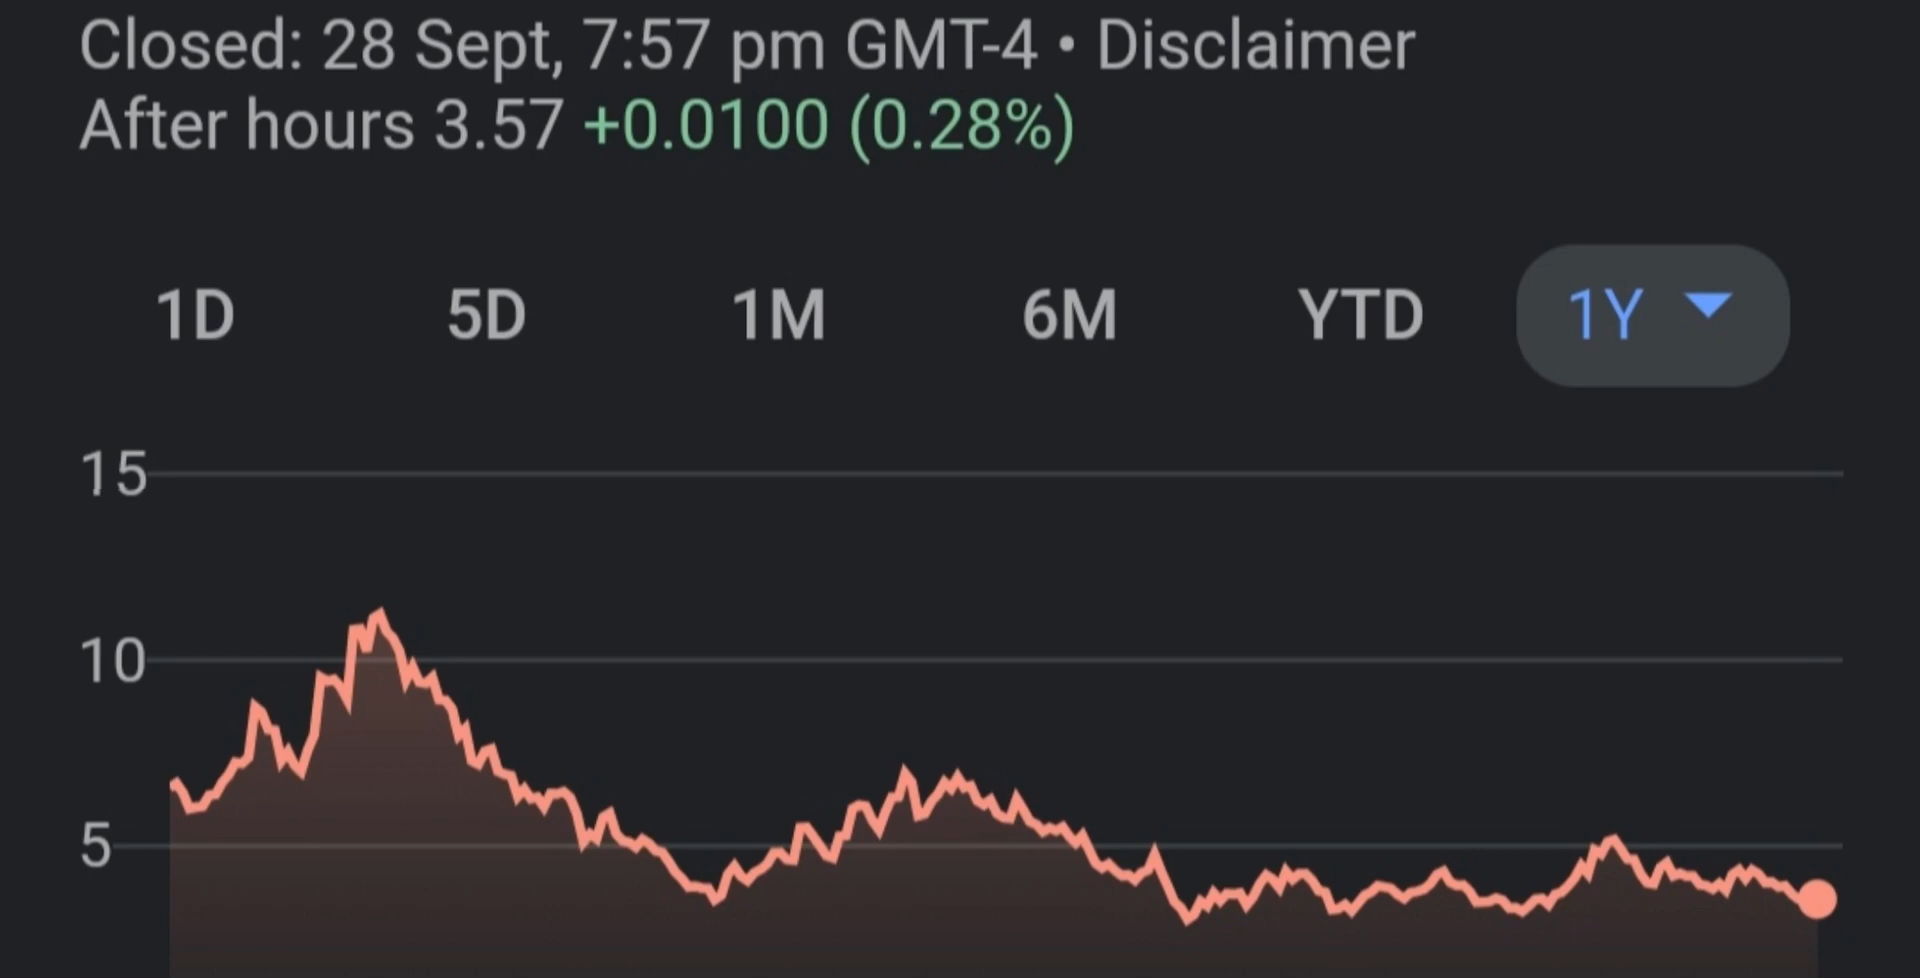 Closed: 28 Sept, 7:57 pm GMT-4 • Disclaimer
After hours 3.57 +0.0100 (0.28%)
1D 5D 1M 6M YTD 1Y
15
10
5